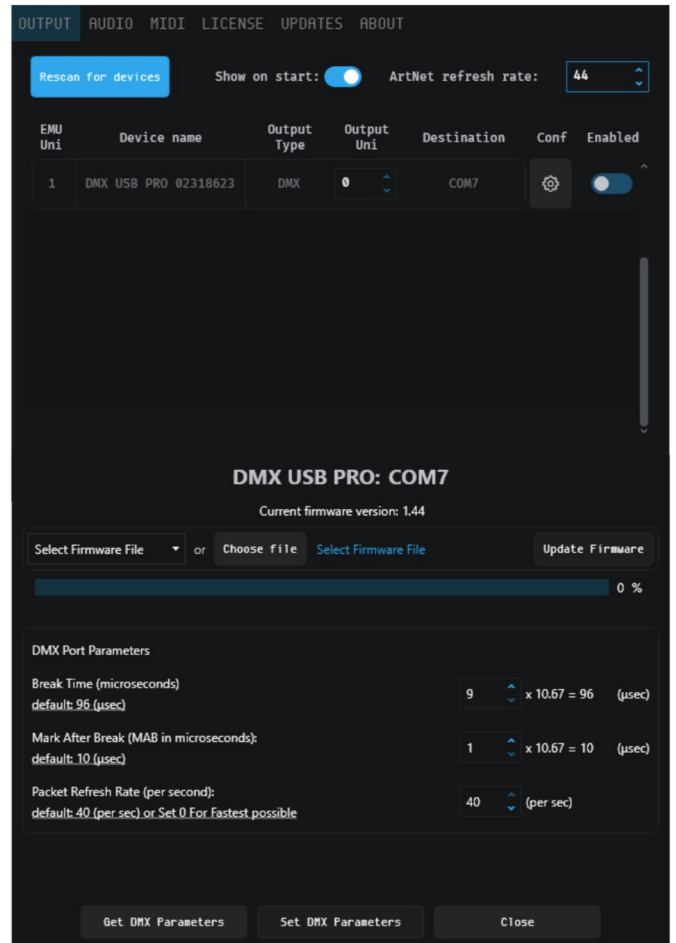 OUTPUT AUDIO MIDI LICENSE UPDATES ABOUT
Rescan for devices Show on start: ArtNet refresh rate: 44
EMU Uni Device name Output Type Output Uni Destination Conf Enabled
1 DMX USB PRO 02318623 DMX 0 COM7
DMX USB PRO: COM7
Current firmware version: 1.44
Select Firmware File or Choose file Select Firmware File Update Firmware
0 %
DMX Port Parameters
Break Time (microseconds)
default: 96 (µsec)
9 x 10.67 = 96 (µsec)
Mark After Break (MAB in microseconds):
default: 10 (µsec)
1 x 10.67 = 10 (µsec)
Packet Refresh Rate (per second):
default: 40 (per sec) or Set 0 For Fastest possible
40 (per sec)
Get DMX Parameters Set DMX Parameters Close